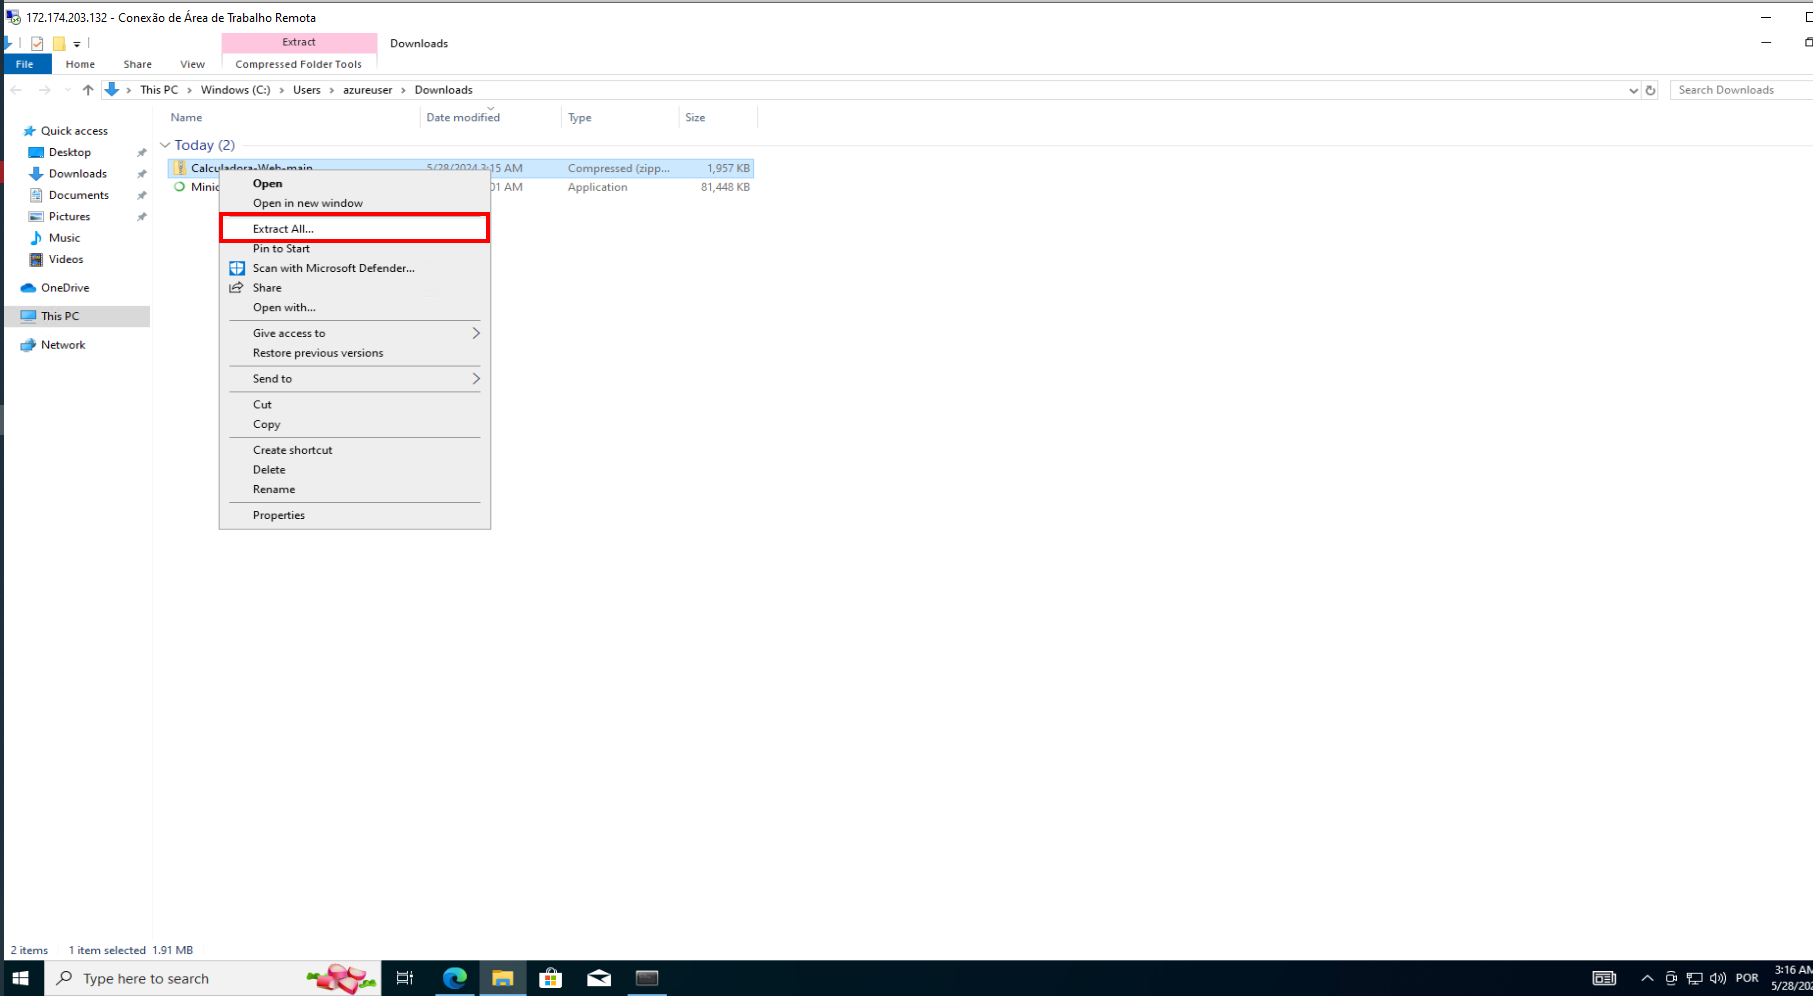 172.174.203.132 - Conexão de Área de Trabalho Remota
Extract
Downloads
File
Home
Share
View
Compressed Folder Tools
This PC > Windows (C:) > Users > azureuser > Downloads
Search Downloads
Name
Date modified
Type
Size
Quick access
Desktop
Downloads
Documents
Pictures
Music
Videos
OneDrive
This PC
Network
Today (2)
Calculadora-Web-main 5/28/2024 3:15 AM Compressed (zipp... 1,957 KB
01 AM Application 81,448 KB
Open
Open in new window
Extract All...
Pin to Start
Scan with Microsoft Defender...
Share
Open with...
Give access to
Restore previous versions
Send to
Cut
Copy
Create shortcut
Delete
Rename
Properties
2 items 1 item selected 1.91 MB
Type here to search
POR
3:16 AM
5/28/202